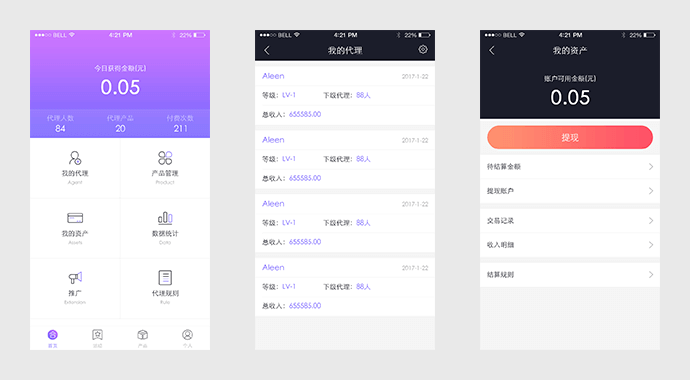 BELL 4:21 PM 22%
今日获得金额(元)
0.05
代理人数 代理产品 付费次数
84 20 211
我的代理 产品管理
Agent Product
我的资产 数据统计
Assets Data
推广 代理规则
Extension Rule
首页 产品 个人
BELL 4:21 PM 22%
我的代理
Aleen 2017-1-22
等级：LV-1 下级代理：88人
总收入：655585.00
Aleen 2017-1-22
等级：LV-1 下级代理：88人
总收入：655585.00
Aleen 2017-1-22
等级：LV-1 下级代理：88人
总收入：655585.00
Aleen 2017-1-22
等级：LV-1 下级代理：88人
总收入：655585.00
BELL 4:21 PM 22%
我的资产
账户可用金额(元)
0.05
提现
待结算金额
提现账户
交易记录
收入明细
结算规则